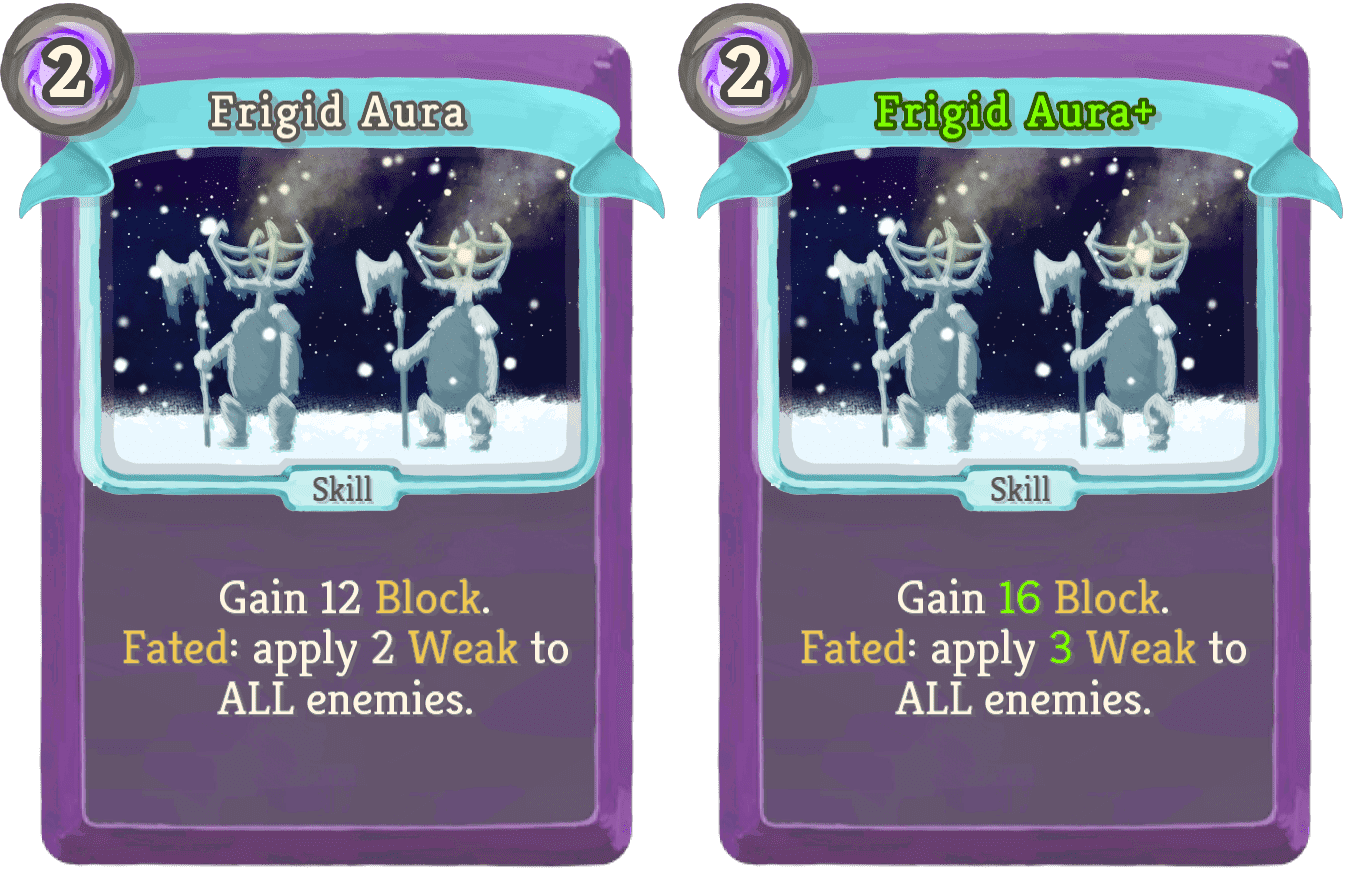 2
Frigid Aura
Skill
Gain 12 Block.
Fated: apply 2 Weak to
ALL enemies.
2
Frigid Aura+
Skill
Gain 16 Block.
Fated: apply 3 Weak to
ALL enemies.